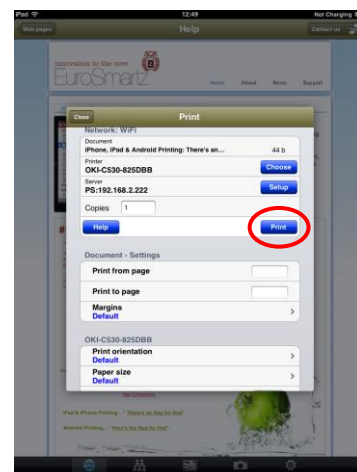 iPad
12:49
Not Charging
Web pages
Help
Contact us
innovation to the core
EuroSmartz
Home About News Support
Close
Print
Network: WiFi
Document
iPhone, iPad & Android Printing: There's an...
44 b
Printer
OKI-C530-825DBB
Choose
Server
PS:192.168.2.222
Setup
Copies 1
Help
Print
Document - Settings
Print from page
Print to page
Margins
Default
OKI-C530-825DBB
Print orientation
Default
Paper size
Default
iPad & iPhone Printing... "There's an App for that"
Android Printing... "Here's the App for that"